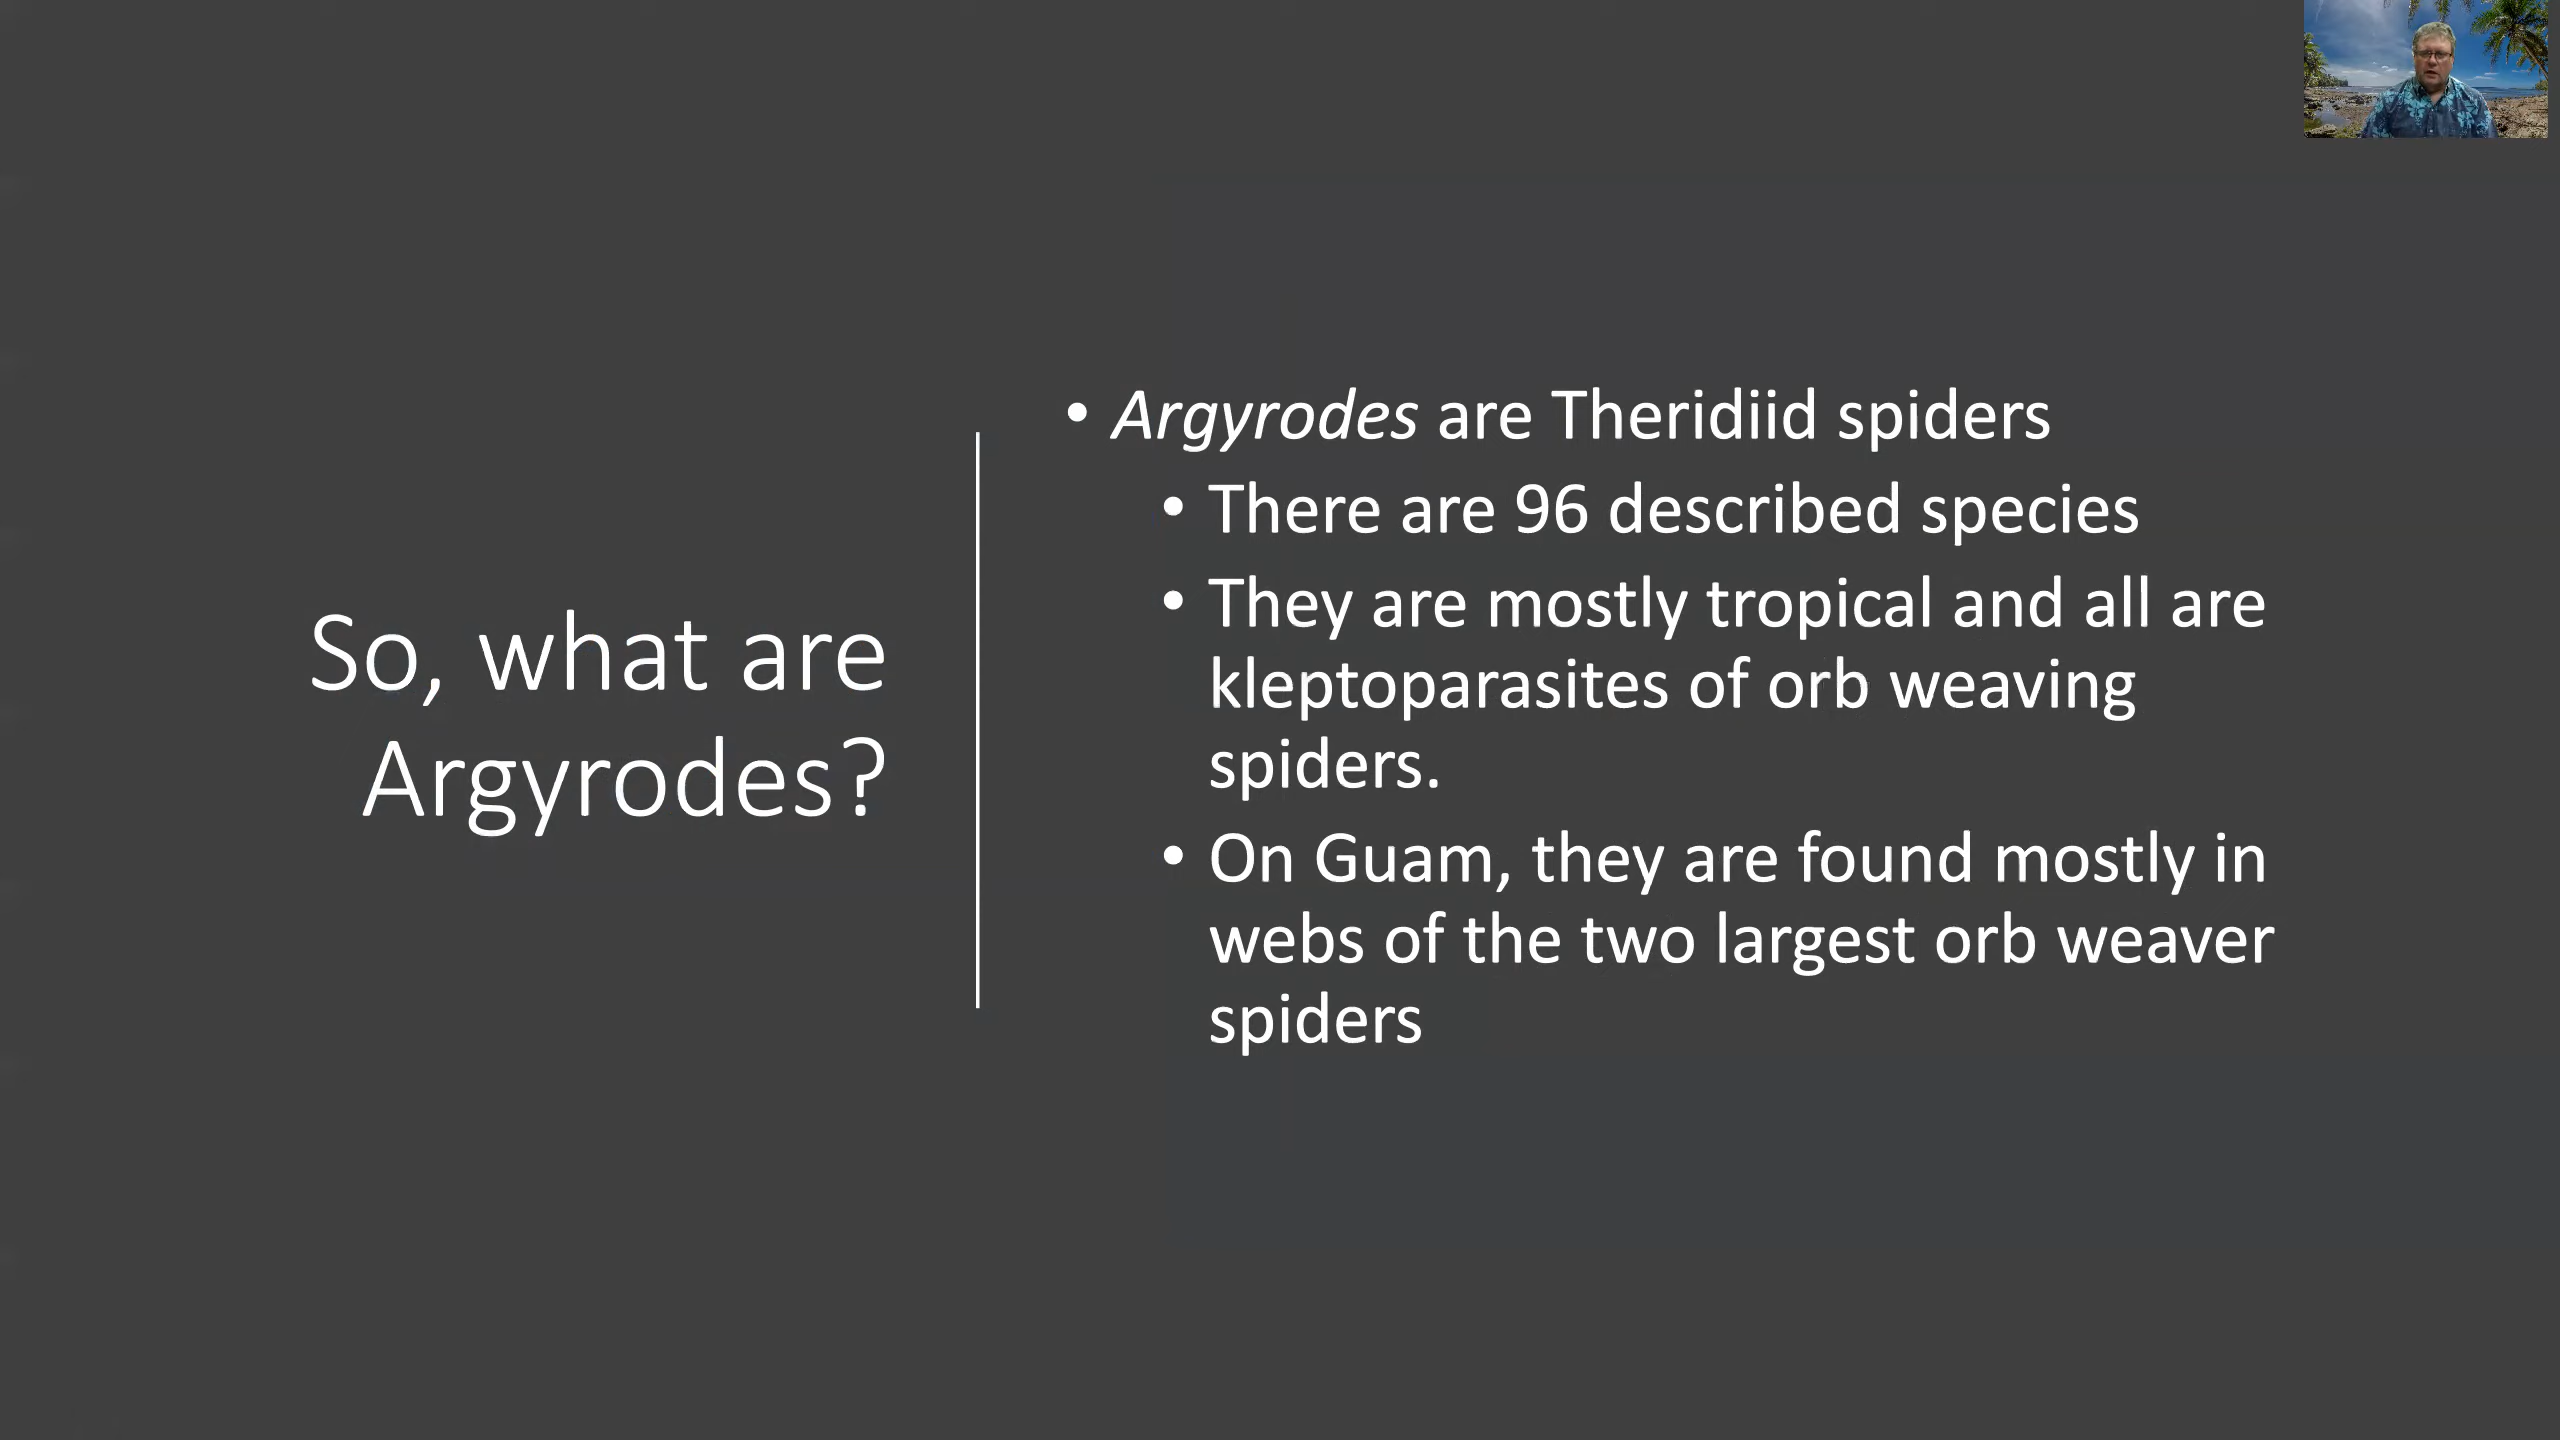 So, what are
Argyrodes?
• Argyrodes are Theridiid spiders
• There are 96 described species
• They are mostly tropical and all are
kleptoparasites of orb weaving
spiders.
• On Guam, they are found mostly in
webs of the two largest orb weaver
spiders